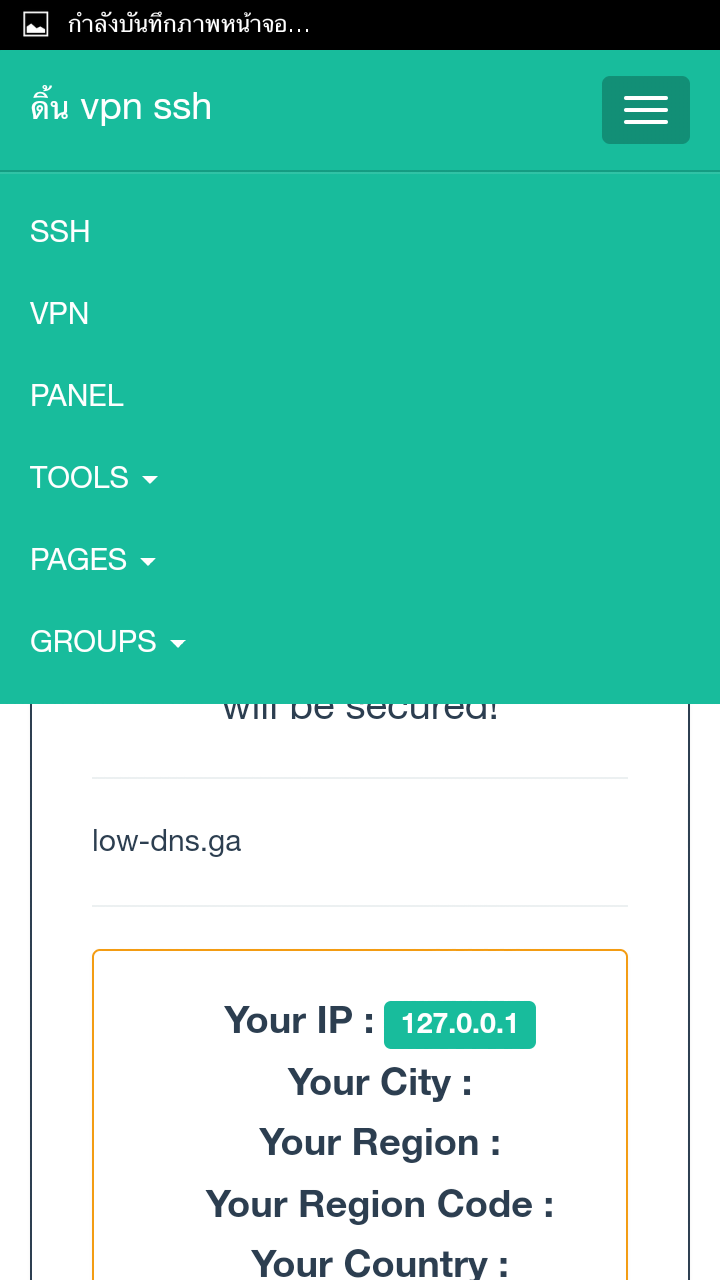 กำลังบันทึกภาพหน้าจอ...
ดิ้น vpn ssh
SSH
VPN
PANEL
TOOLS
PAGES
GROUPS
will be secured!
low-dns.ga
Your IP : 127.0.0.1
Your City :
Your Region :
Your Region Code :
Your Country :